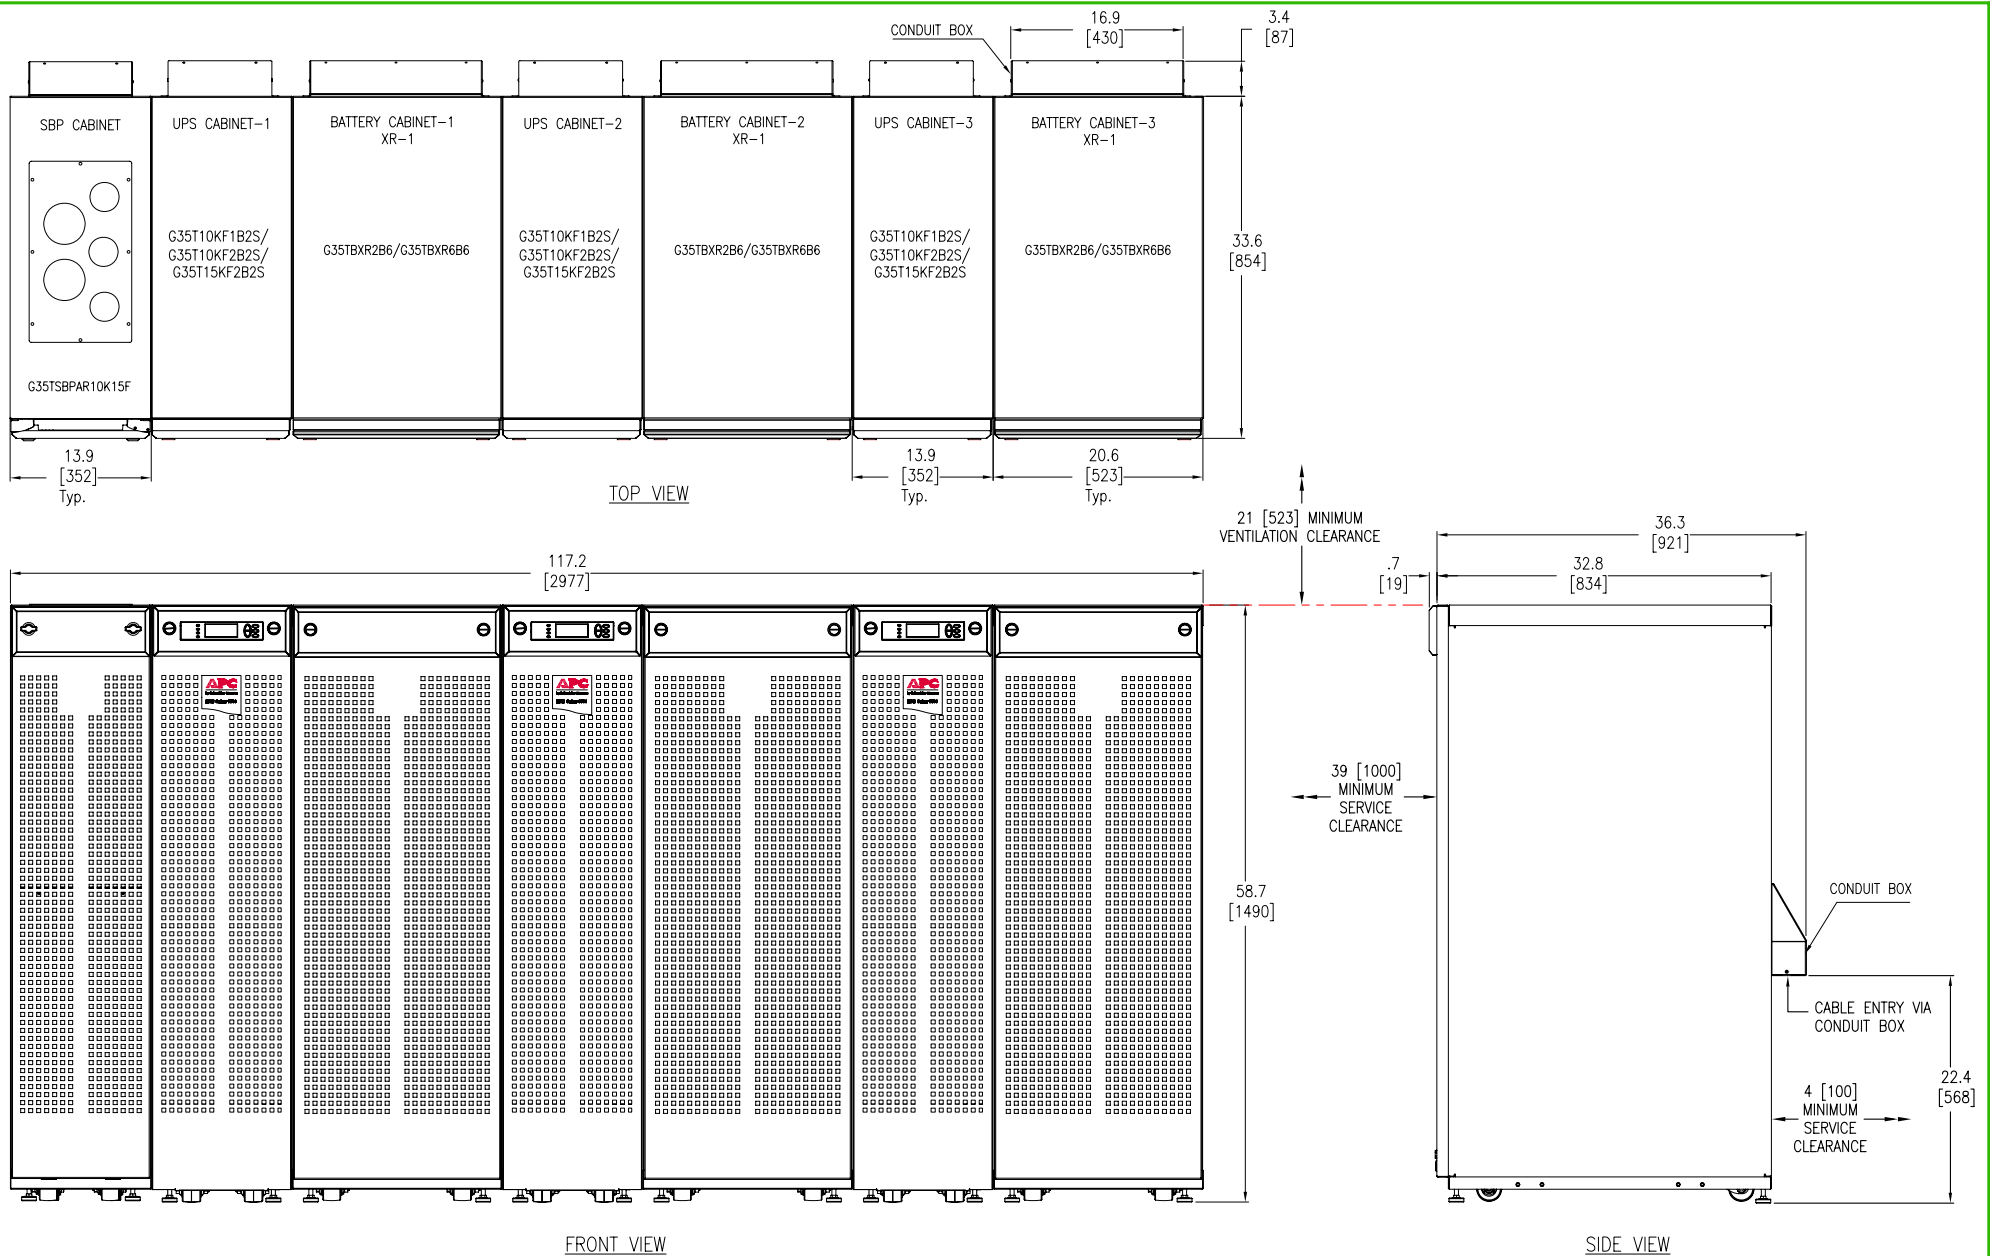 CONDUIT BOX
16.9
[430]
3.4
[87]
SBP CABINET
UPS CABINET-1
BATTERY CABINET-1
XR-1
UPS CABINET-2
BATTERY CABINET-2
XR-1
UPS CABINET-3
BATTERY CABINET-3
XR-1
G35T10KF1B2S/
G35T10KF2B2S/
G35T15KF2B2S
G35TBXR2B6/G35TBXR6B6
G35T10KF1B2S/
G35T10KF2B2S/
G35T15KF2B2S
G35TBXR2B6/G35TBXR6B6
G35T10KF1B2S/
G35T10KF2B2S/
G35T15KF2B2S
G35TBXR2B6/G35TBXR6B6
33.6
[854]
G35TSBPAR10K15F
13.9
[352]
Typ.
13.9
[352]
Typ.
20.6
[523]
Typ.
TOP VIEW
21 [523] MINIMUM
VENTILATION CLEARANCE
117.2
[2977]
36.3
[921]
.7
[19]
32.8
[834]
APC
APC
APC
39 [1000]
MINIMUM
SERVICE
CLEARANCE
58.7
[1490]
CONDUIT BOX
CABLE ENTRY VIA
CONDUIT BOX
22.4
[568]
4 [100]
MINIMUM
SERVICE
CLEARANCE
FRONT VIEW
SIDE VIEW